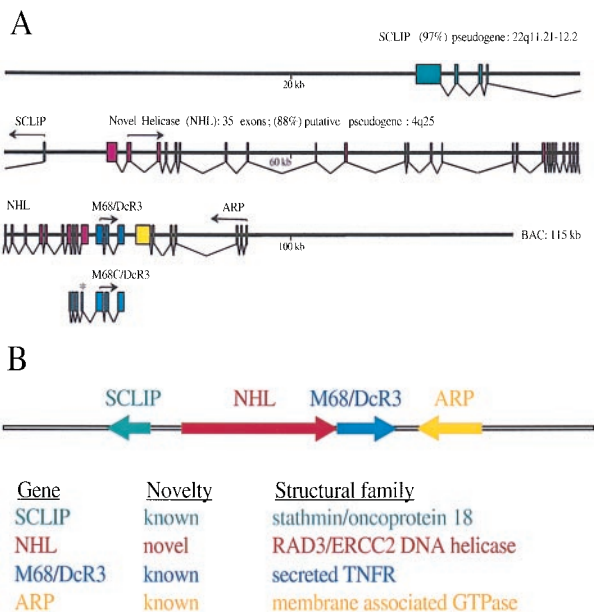 A
SCLIP (97%) pseudogene: 22q11.21-12.2
20 kb
SCLIP
Novel Helicase (NHL): 35 exons; (88%) putative pseudogene: 4q25
60 kb
NHL
M68/DcR3
ARP
100 kb
BAC: 115 kb
M68C/DcR3
*
B
SCLIP NHL M68/DcR3 ARP
Gene Novelty Structural family
SCLIP known stathmin/oncoprotein 18
NHL novel RAD3/ERCC2 DNA helicase
M68/DcR3 known secreted TNFR
ARP known membrane associated GTPase